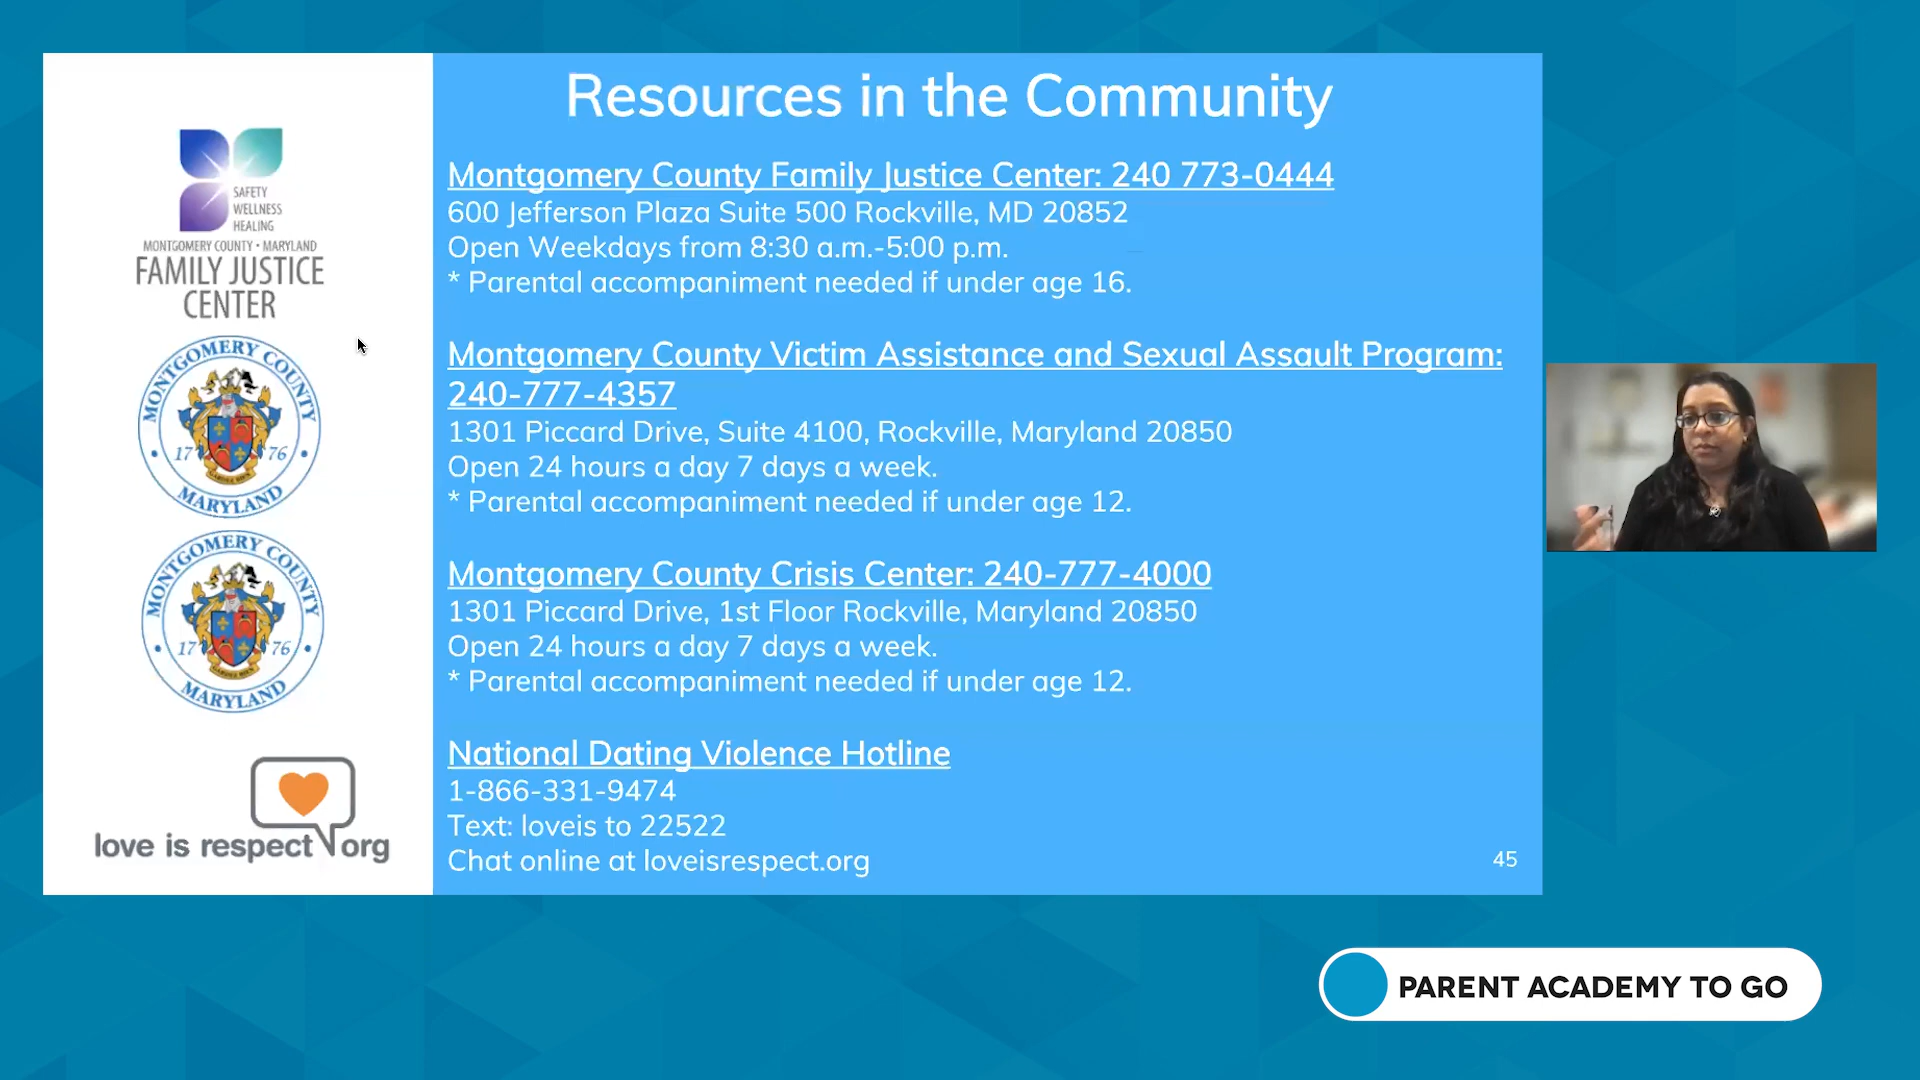 Resources in the Community
SAFETY
WELLNESS
HEALING
MONTGOMERY COUNTY • MARYLAND
FAMILY JUSTICE
CENTER
MONTGOMERY COUNTY
17 76
MARYLAND
MONTGOMERY COUNTY
17 76
MARYLAND
love is respect org
Montgomery County Family Justice Center: 240 773-0444
600 Jefferson Plaza Suite 500 Rockville, MD 20852
Open Weekdays from 8:30 a.m.-5:00 p.m.
* Parental accompaniment needed if under age 16.
Montgomery County Victim Assistance and Sexual Assault Program:
240-777-4357
1301 Piccard Drive, Suite 4100, Rockville, Maryland 20850
Open 24 hours a day 7 days a week.
* Parental accompaniment needed if under age 12.
Montgomery County Crisis Center: 240-777-4000
1301 Piccard Drive, 1st Floor Rockville, Maryland 20850
Open 24 hours a day 7 days a week.
* Parental accompaniment needed if under age 12.
National Dating Violence Hotline
1-866-331-9474
Text: loveis to 22522
Chat online at loveisrespect.org
45
PARENT ACADEMY TO GO